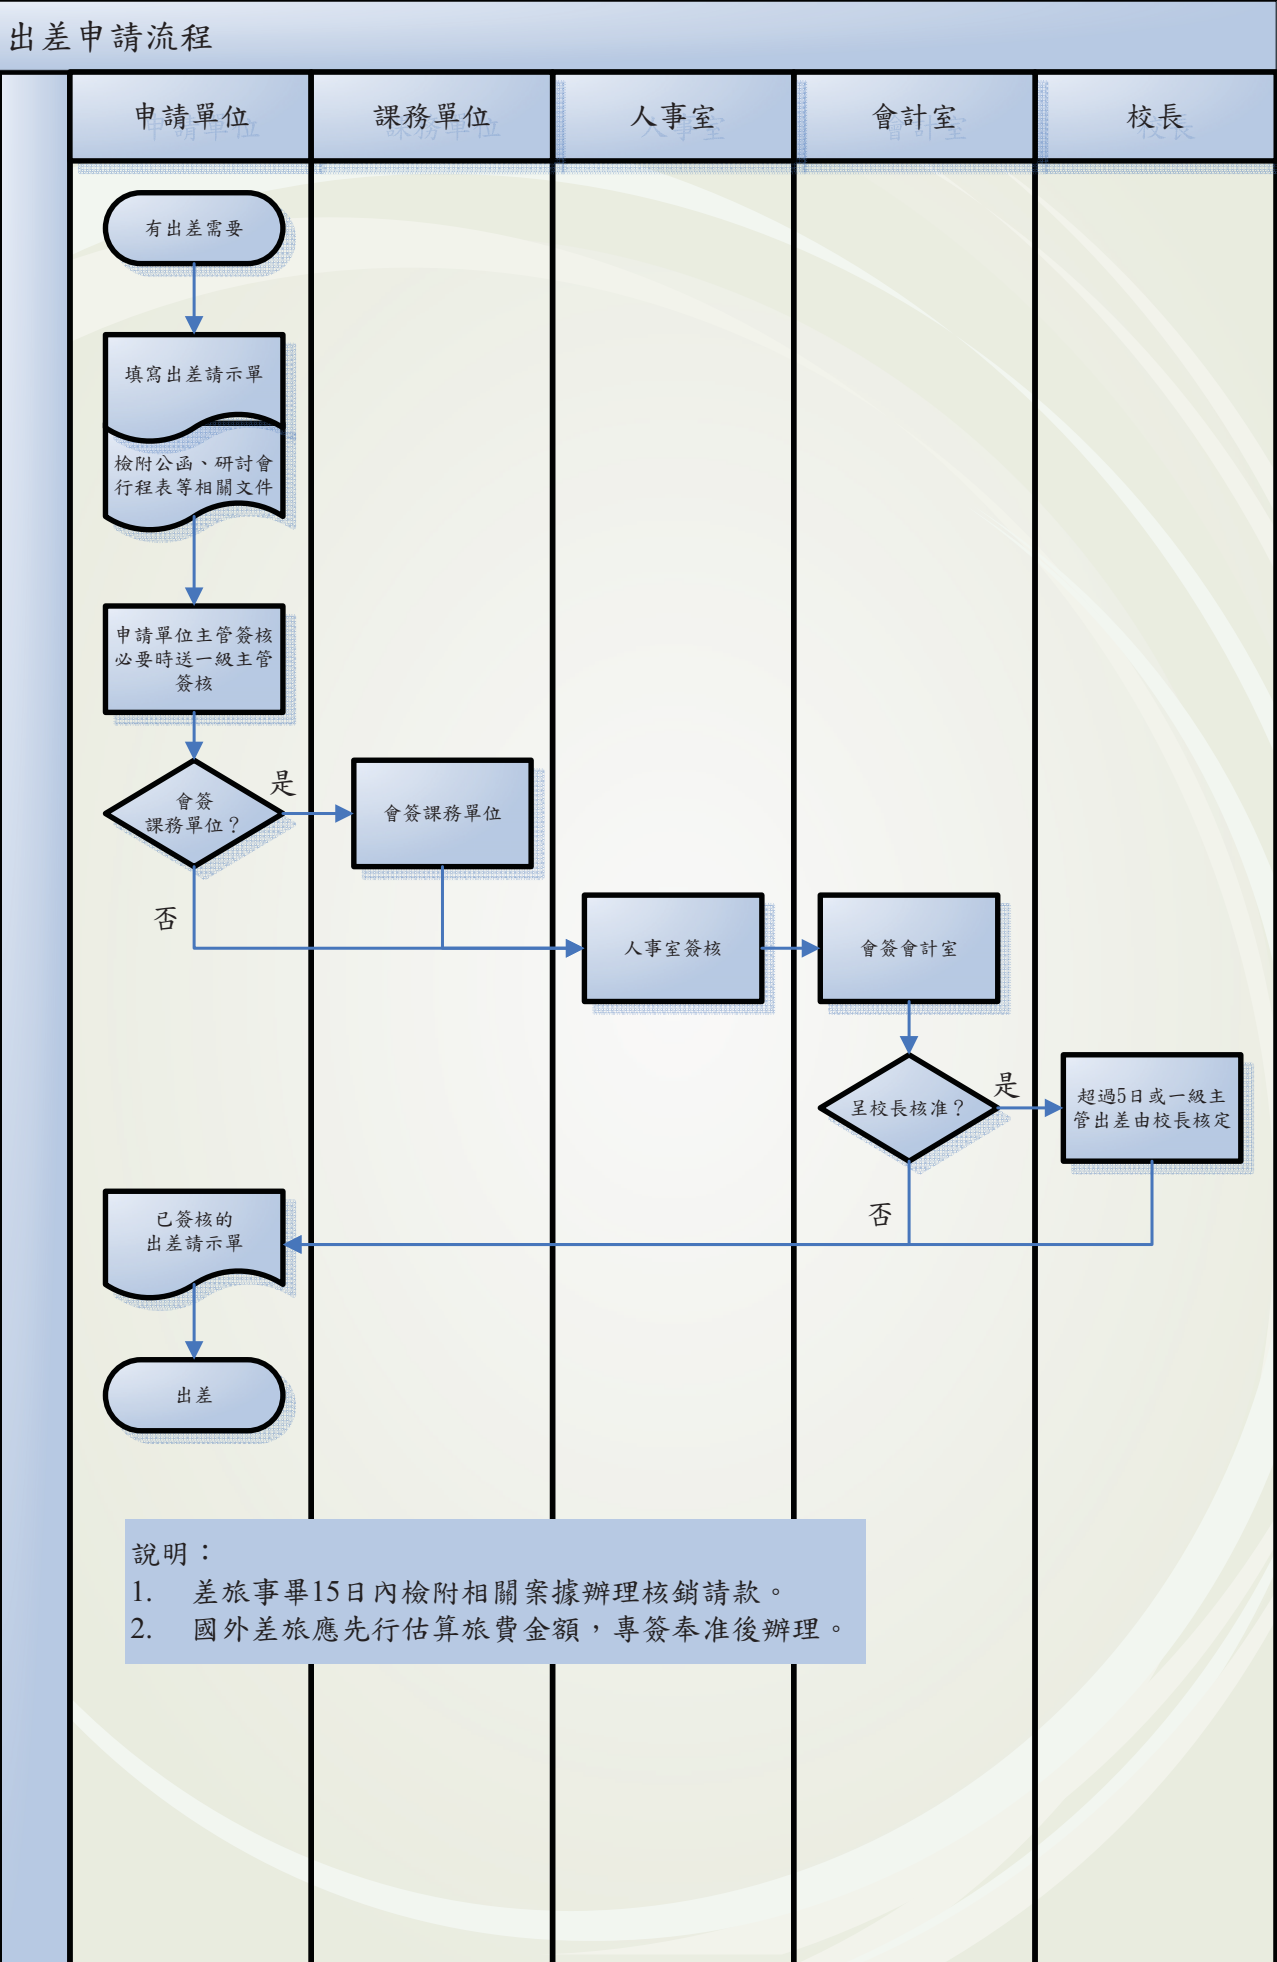 出差申請流程
申請單位
課務單位
人事室
會計室
校長
有出差需要
填寫出差請示單
檢附公函、研討會
行程表等相關文件
申請單位主管簽核
必要時送一級主管
簽核
會簽
課務單位？
是
會簽課務單位
否
人事室簽核
會簽會計室
呈校長核准？
是
超過5日或一級主
管出差由校長核定
否
已簽核的
出差請示單
出差
說明：
1. 差旅事畢15日內檢附相關案據辦理核銷請款。
2. 國外差旅應先行估算旅費金額，專簽奉准後辦理。